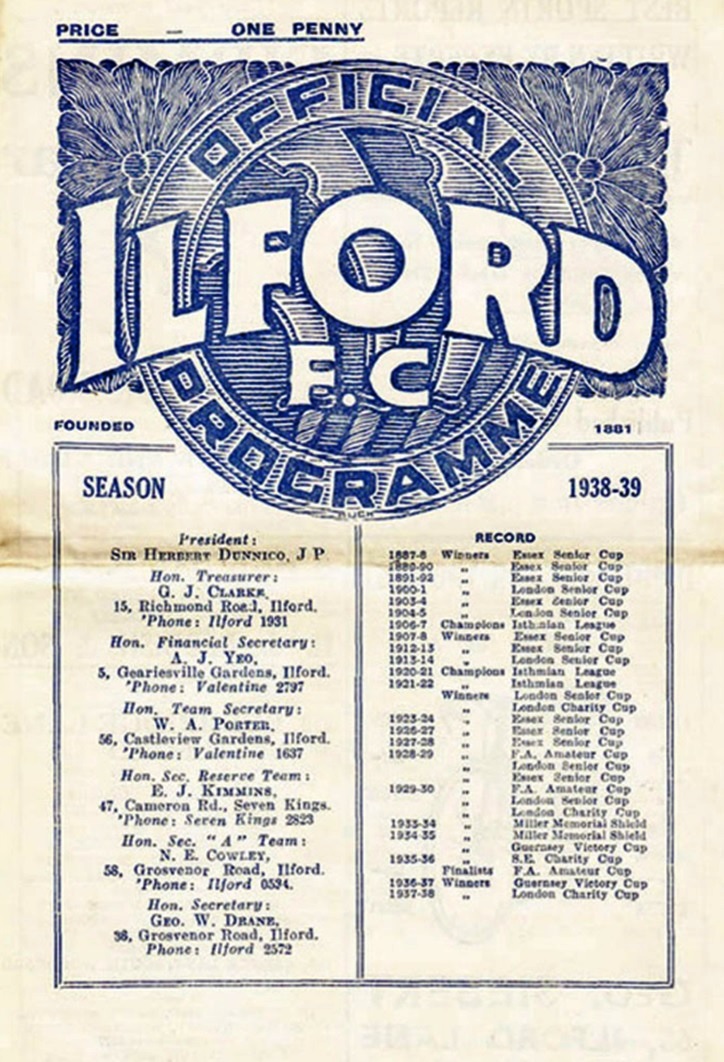 PRICE — ONE PENNY
OFFICIAL
ILFORD
F.C
PROGRAMME
FOUNDED 1881
SEASON 1938-39
President:
SIR HERBERT DUNNICO, J P
Hon. Treasurer:
G. J. CLARKE,
15, Richmond Road, Ilford.
'Phone: Ilford 1931
Hon. Financial Secretary:
A. J. YEO,
5, Geariesville Gardens, Ilford.
'Phone: Valentine 2797
Hon. Team Secretary:
W. A. PORTER,
56, Castleview Gardens, Ilford.
'Phone: Valentine 1637
Hon. Sec. Reserve Team:
E. J. KIMMINS,
47, Cameron Rd., Seven Kings.
'Phone: Seven Kings 2823
Hon. Sec. "A" Team:
N. E. COWLEY,
58, Grosvenor Road, Ilford.
'Phone: Ilford 0534.
Hon. Secretary:
GEO. W. DRANE,
36, Grosvenor Road, Ilford.
Phone: Ilford 2572
RECORD
1887-8 Winners Essex Senior Cup
1889-90 " Essex Senior Cup
1891-92 " Essex Senior Cup
1900-1 " London Senior Cup
1903-4 " Essex Senior Cup
1904-5 " London Senior Cup
1906-7 Champions Isthmian League
1907-8 Winners Essex Senior Cup
1912-13 " Essex Senior Cup
1913-14 " London Senior Cup
1920-21 Champions Isthmian League
1921-22 " Isthmian League
Winners London Senior Cup
" London Charity Cup
1923-24 " Essex Senior Cup
1926-27 " Essex Senior Cup
1927-28 " Essex Senior Cup
1928-29 " F.A. Amateur Cup
" London Senior Cup
" Essex Senior Cup
1929-30 " F.A. Amateur Cup
" London Senior Cup
" London Charity Cup
1933-34 " Miller Memorial Shield
1934-35 " Miller Memorial Shield
" Guernsey Victory Cup
1935-36 " S.E. Charity Cup
Finalists F.A. Amateur Cup
1936-37 Winners Guernsey Victory Cup
1937-38 " London Charity Cup